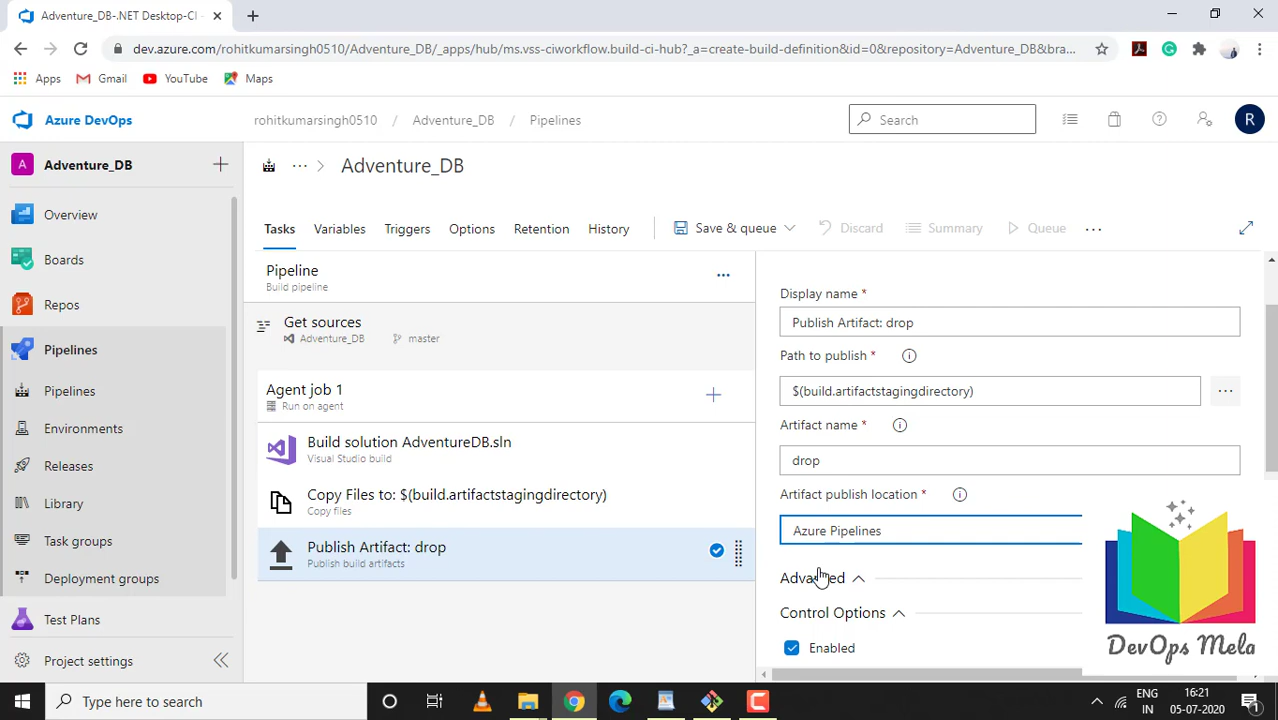 Adventure_DB-.NET Desktop-CI -
dev.azure.com/rohitkumarsingh0510/Adventure_DB/_apps/hub/ms.vss-ciworkflow.build-ci-hub?_a=create-build-definition&id=0&repository=Adventure_DB&bra...
Apps Gmail YouTube Maps
Azure DevOps rohitkumarsingh0510 / Adventure_DB / Pipelines Search R
A Adventure_DB
... > Adventure_DB
Overview
Tasks Variables Triggers Options Retention History Save & queue Discard Summary Queue ...
Boards
Repos
Pipelines
Pipelines
Environments
Releases
Library
Task groups
Deployment groups
Test Plans
Project settings
Pipeline ...
Build pipeline
Get sources
Adventure_DB master
Agent job 1
Run on agent
Build solution AdventureDB.sln
Visual Studio build
Copy Files to: $(build.artifactstagingdirectory)
Copy files
Publish Artifact: drop
Publish build artifacts
Display name *
Publish Artifact: drop
Path to publish *
$(build.artifactstagingdirectory) ...
Artifact name *
drop
Artifact publish location *
Azure Pipelines
Advanced
Control Options
Enabled
DevOps Mela
Type here to search
ENG 16:21
IN 05-07-2020
1